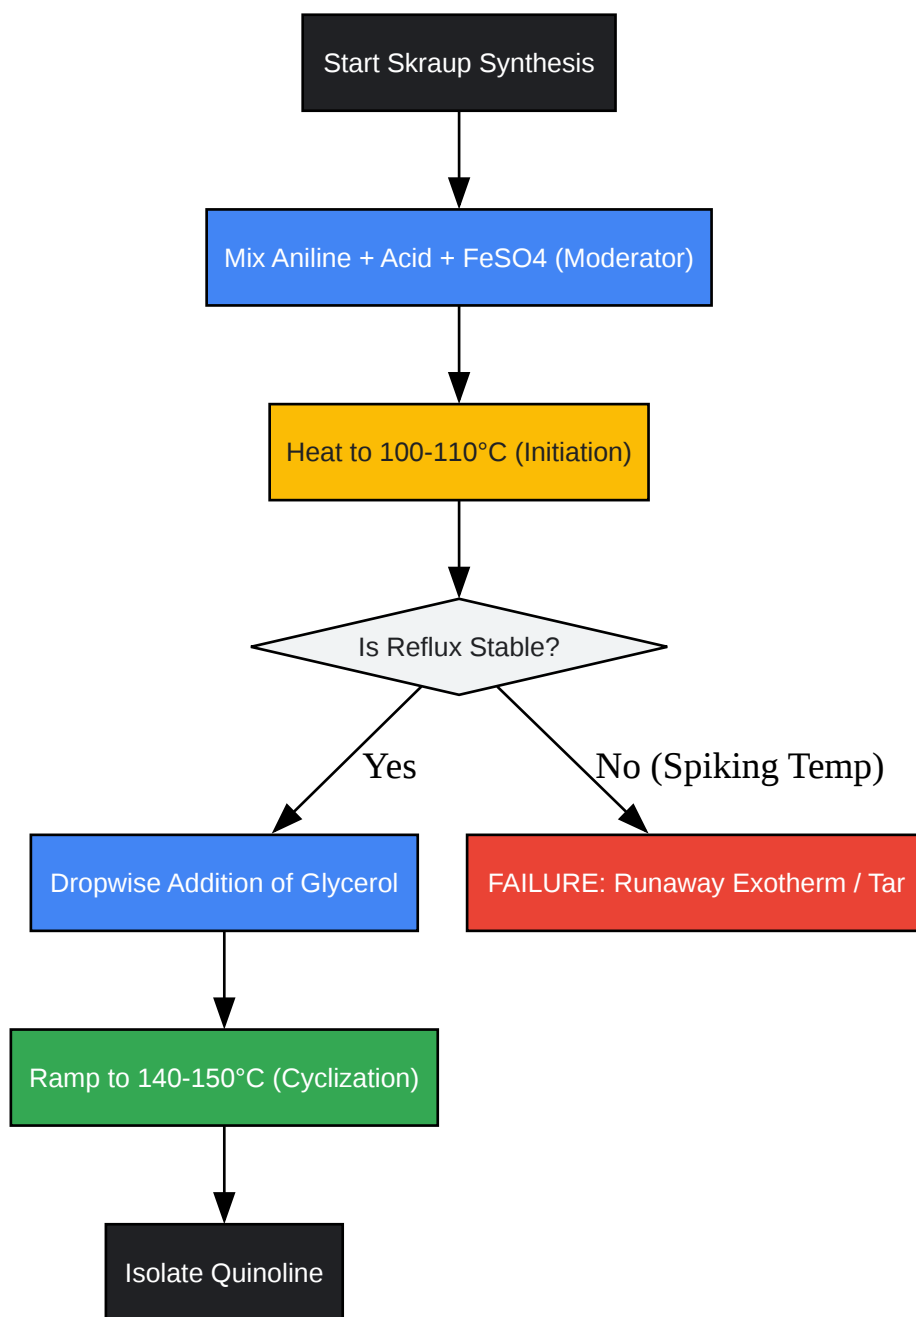 Start Skraup Synthesis
Mix Aniline + Acid + FeSO4 (Moderator)
Heat to 100-110°C (Initiation)
Is Reflux Stable?
Yes
No (Spiking Temp)
Dropwise Addition of Glycerol
FAILURE: Runaway Exotherm / Tar
Ramp to 140-150°C (Cyclization)
Isolate Quinoline